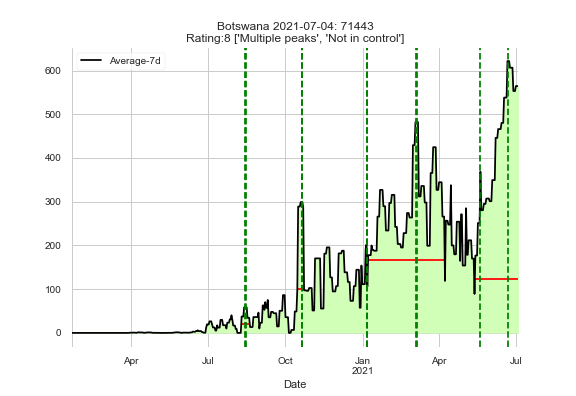 Botswana 2021-07-04: 71443
Rating:8 ['Multiple peaks', 'Not in control']
Average-7d
600
500
400
300
200
100
0
Apr
Jul
Oct
Jan
2021
Apr
Jul
Date